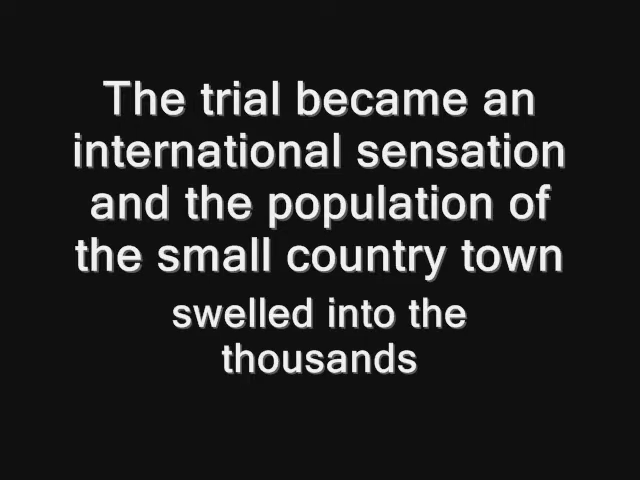 The trial became an
international sensation
and the population of
the small country town
swelled into the
thousands